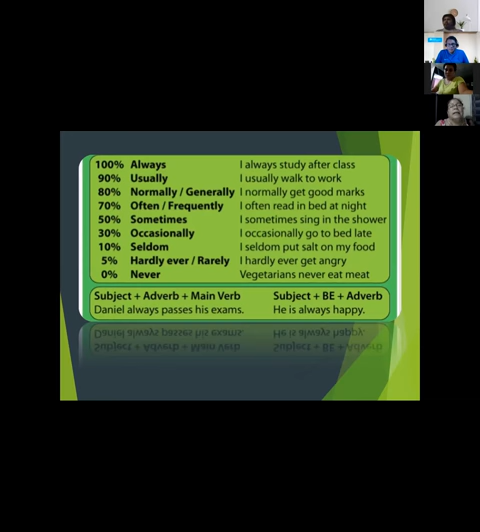 100% Always I always study after class
90% Usually I usually walk to work
80% Normally / Generally I normally get good marks
70% Often / Frequently I often read in bed at night
50% Sometimes I sometimes sing in the shower
30% Occasionally I occasionally go to bed late
10% Seldom I seldom put salt on my food
5% Hardly ever / Rarely I hardly ever get angry
0% Never Vegetarians never eat meat
Subject + Adverb + Main Verb Subject + BE + Adverb
Daniel always passes his exams. He is always happy.